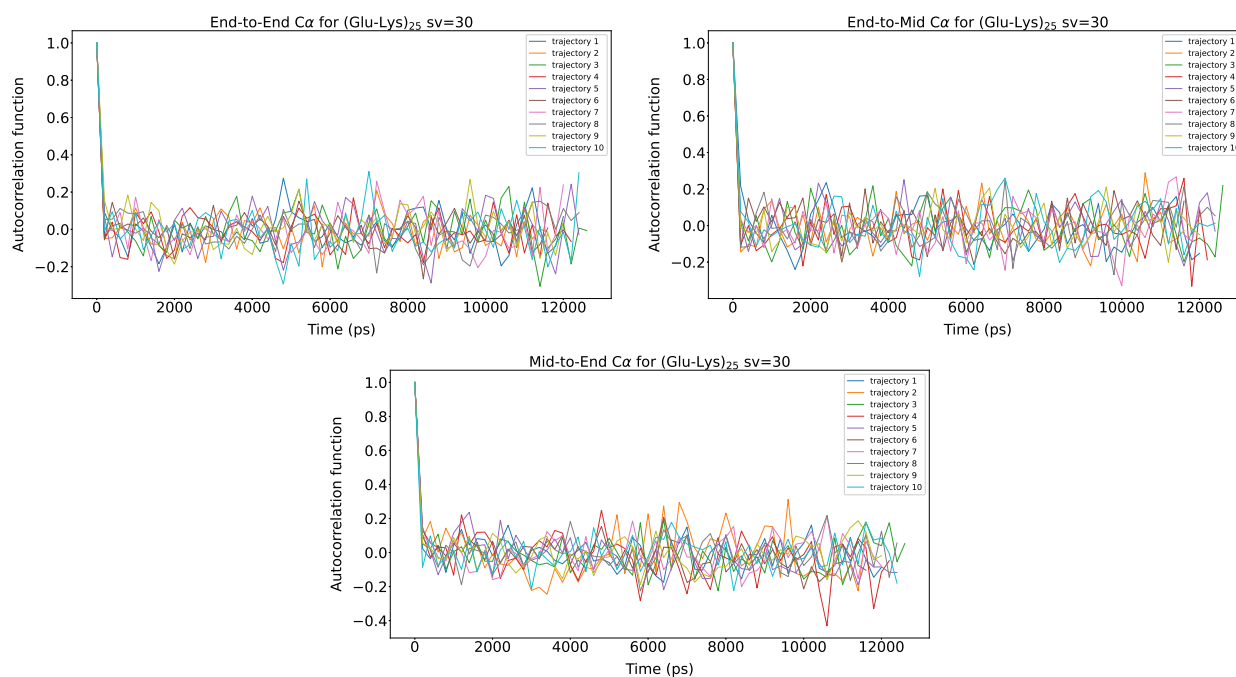 End-to-End Cα for (Glu-Lys)₂₅ sv=30
Autocorrelation function
1.0
0.8
0.6
0.4
0.2
0.0
−0.2
0 2000 4000 6000 8000 10000 12000
Time (ps)
trajectory 1
trajectory 2
trajectory 3
trajectory 4
trajectory 5
trajectory 6
trajectory 7
trajectory 8
trajectory 9
trajectory 10
End-to-Mid Cα for (Glu-Lys)₂₅ sv=30
Autocorrelation function
1.0
0.8
0.6
0.4
0.2
0.0
−0.2
0 2000 4000 6000 8000 10000 12000
Time (ps)
trajectory 1
trajectory 2
trajectory 3
trajectory 4
trajectory 5
trajectory 6
trajectory 7
trajectory 8
trajectory 9
trajectory 10
Mid-to-End Cα for (Glu-Lys)₂₅ sv=30
Autocorrelation function
1.0
0.8
0.6
0.4
0.2
0.0
−0.2
−0.4
0 2000 4000 6000 8000 10000 12000
Time (ps)
trajectory 1
trajectory 2
trajectory 3
trajectory 4
trajectory 5
trajectory 6
trajectory 7
trajectory 8
trajectory 9
trajectory 10